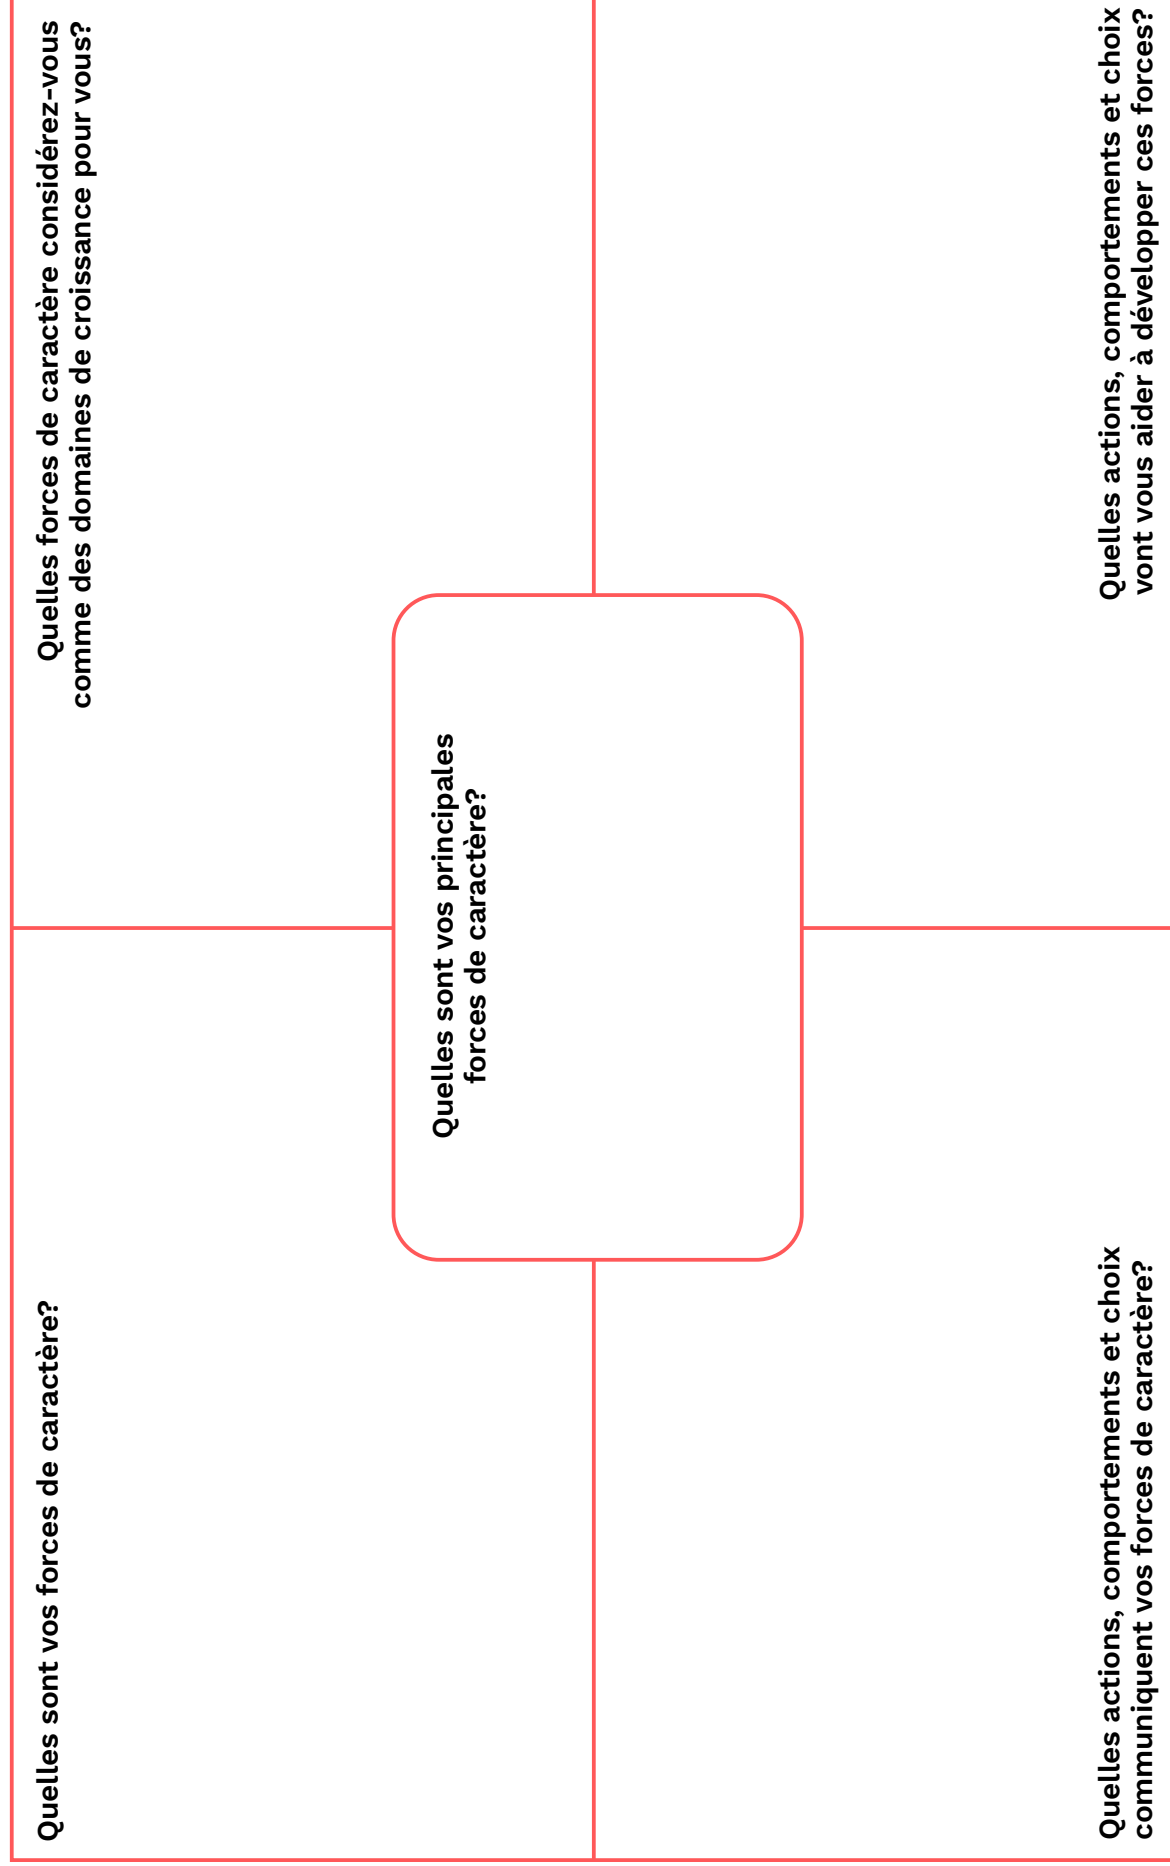 Quelles sont vos forces de caractère?
Quelles forces de caractère considérez-vous
comme des domaines de croissance pour vous?
Quelles sont vos principales
forces de caractère?
Quelles actions, comportements et choix
communiquent vos forces de caractère?
Quelles actions, comportements et choix
vont vous aider à développer ces forces?